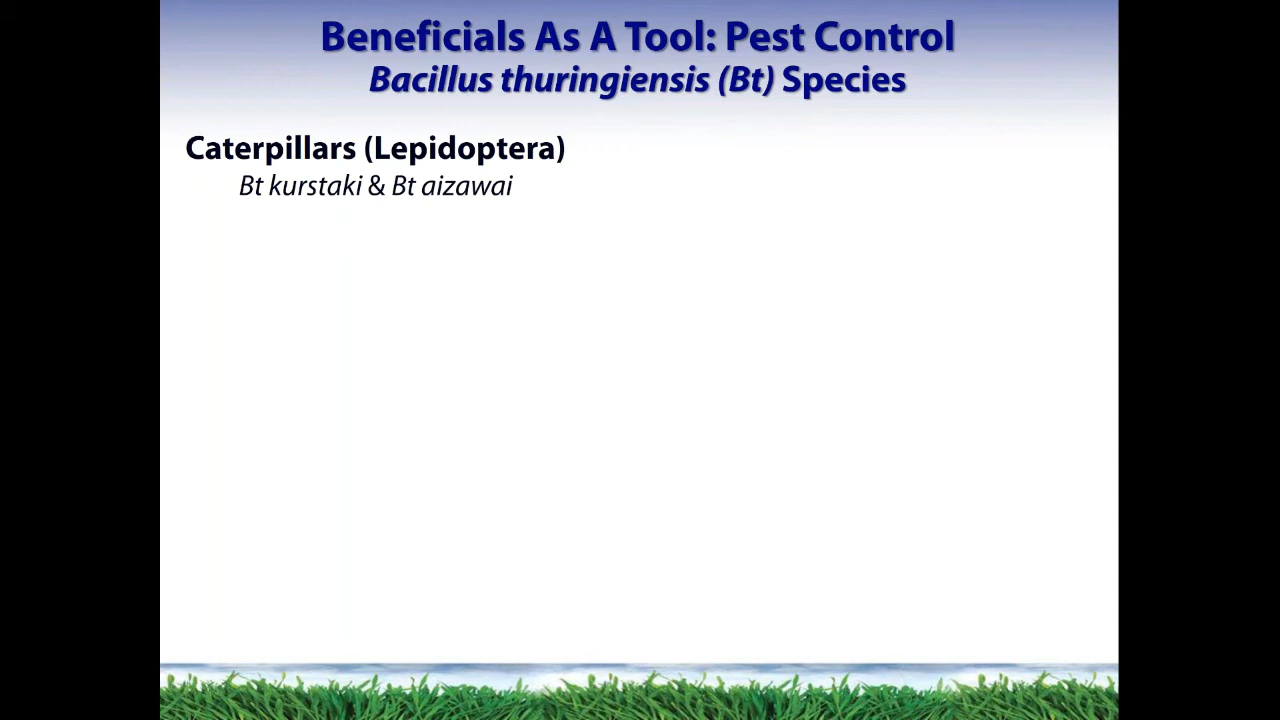 Beneficials As A Tool: Pest Control
Bacillus thuringiensis (Bt) Species
Caterpillars (Lepidoptera)
Bt kurstaki & Bt aizawai